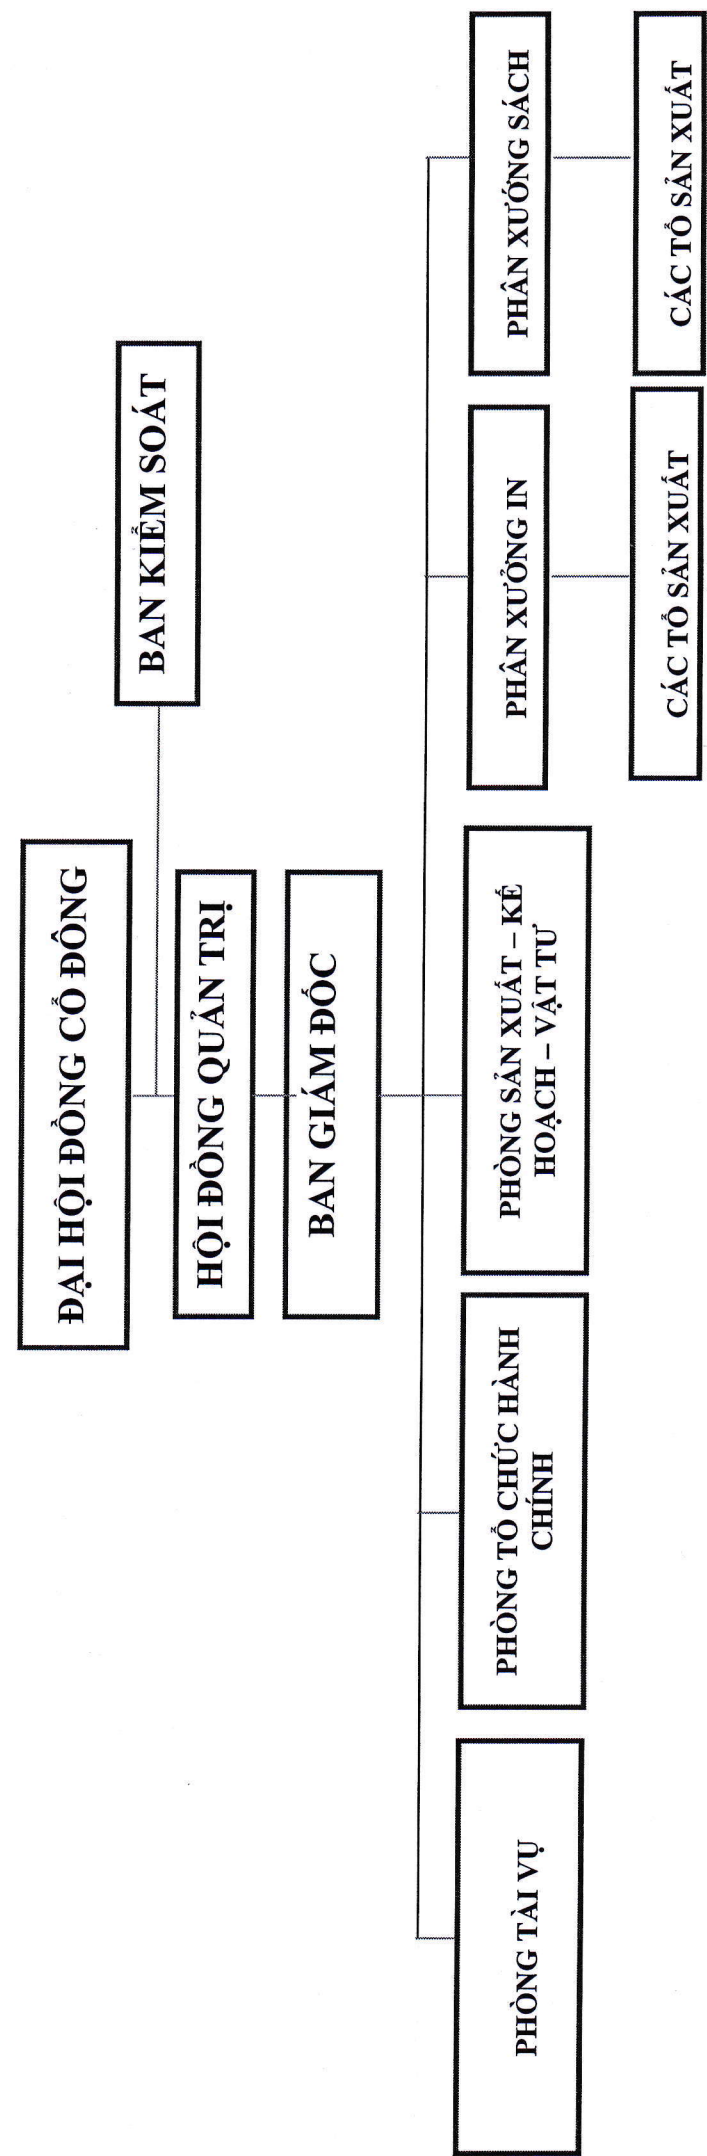 ĐẠI HỘI ĐỒNG CỔ ĐÔNG
BAN KIỂM SOÁT
HỘI ĐỒNG QUẢN TRỊ
BAN GIÁM ĐỐC
PHÒNG TÀI VỤ
PHÒNG TỔ CHỨC HÀNH
CHÍNH
PHÒNG SẢN XUẤT – KẾ
HOẠCH – VẬT TƯ
PHÂN XƯỞNG IN
PHÂN XƯỚNG SÁCH
CÁC TỔ SẢN XUẤT
CÁC TỔ SẢN XUẤT